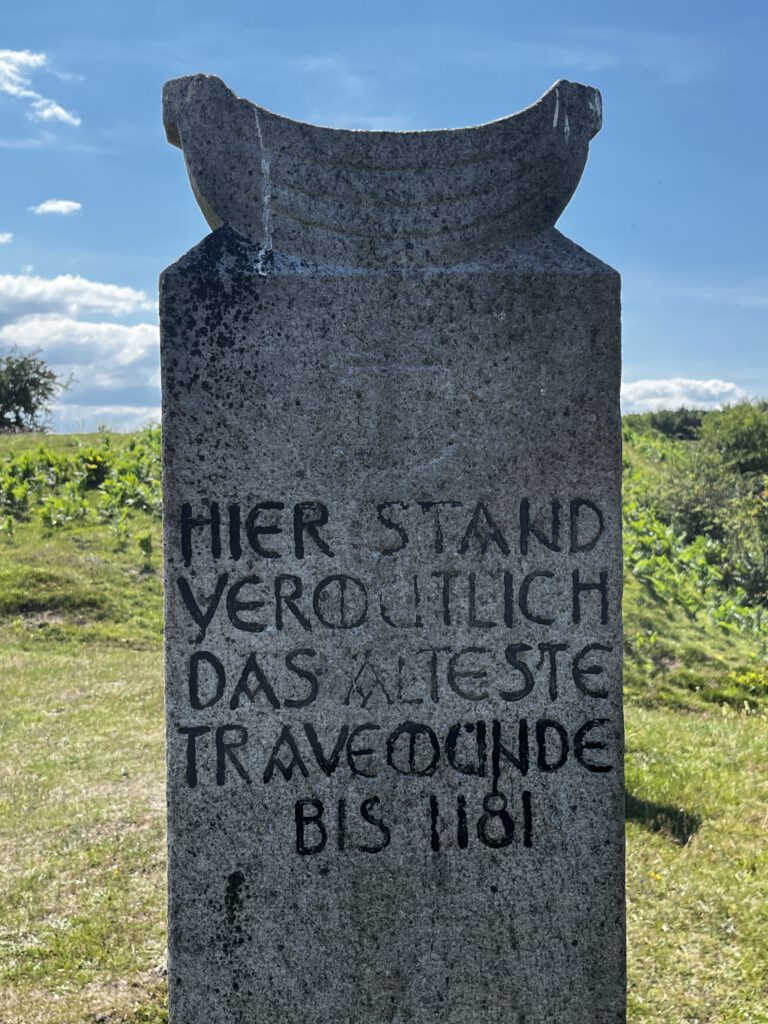 HIER STAND
VERMUTLICH
DAS ÄLTESTE
TRAVEMÜNDE
BIS 1181